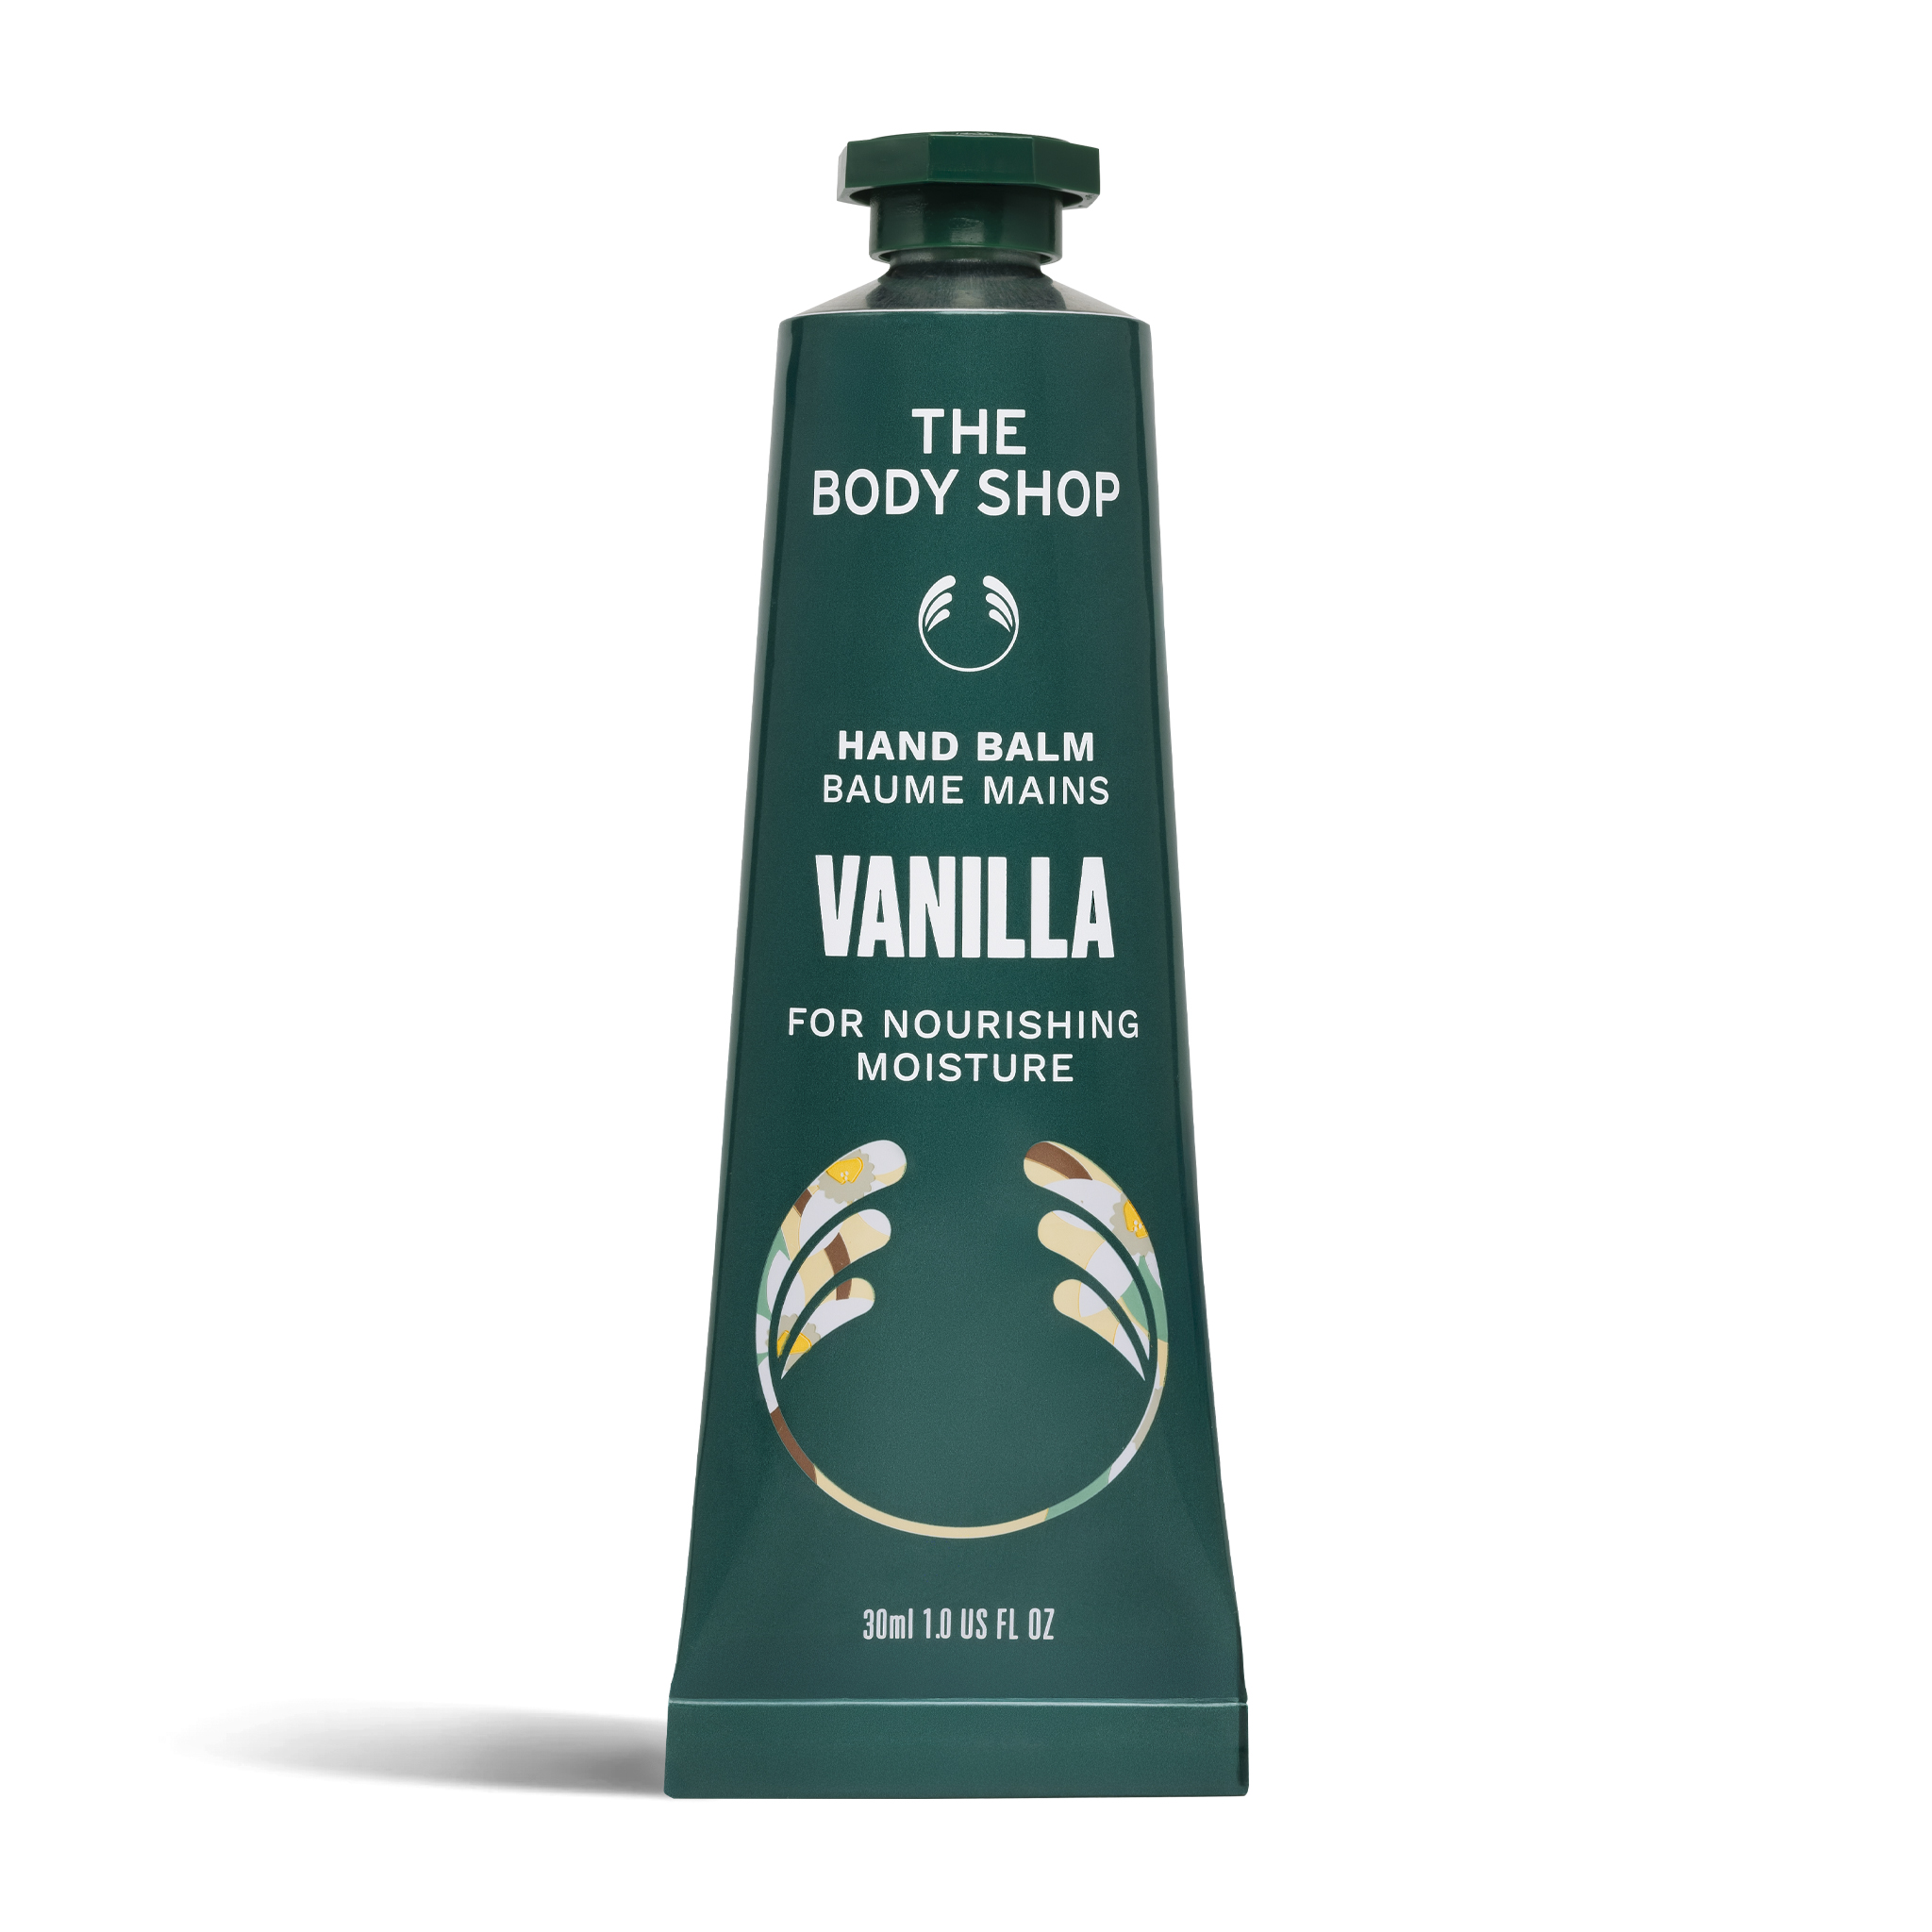 THE
BODY SHOP
HAND BALM
BAUME MAINS
VANILLA
FOR NOURISHING
MOISTURE
30ml 1.0 US FL OZ